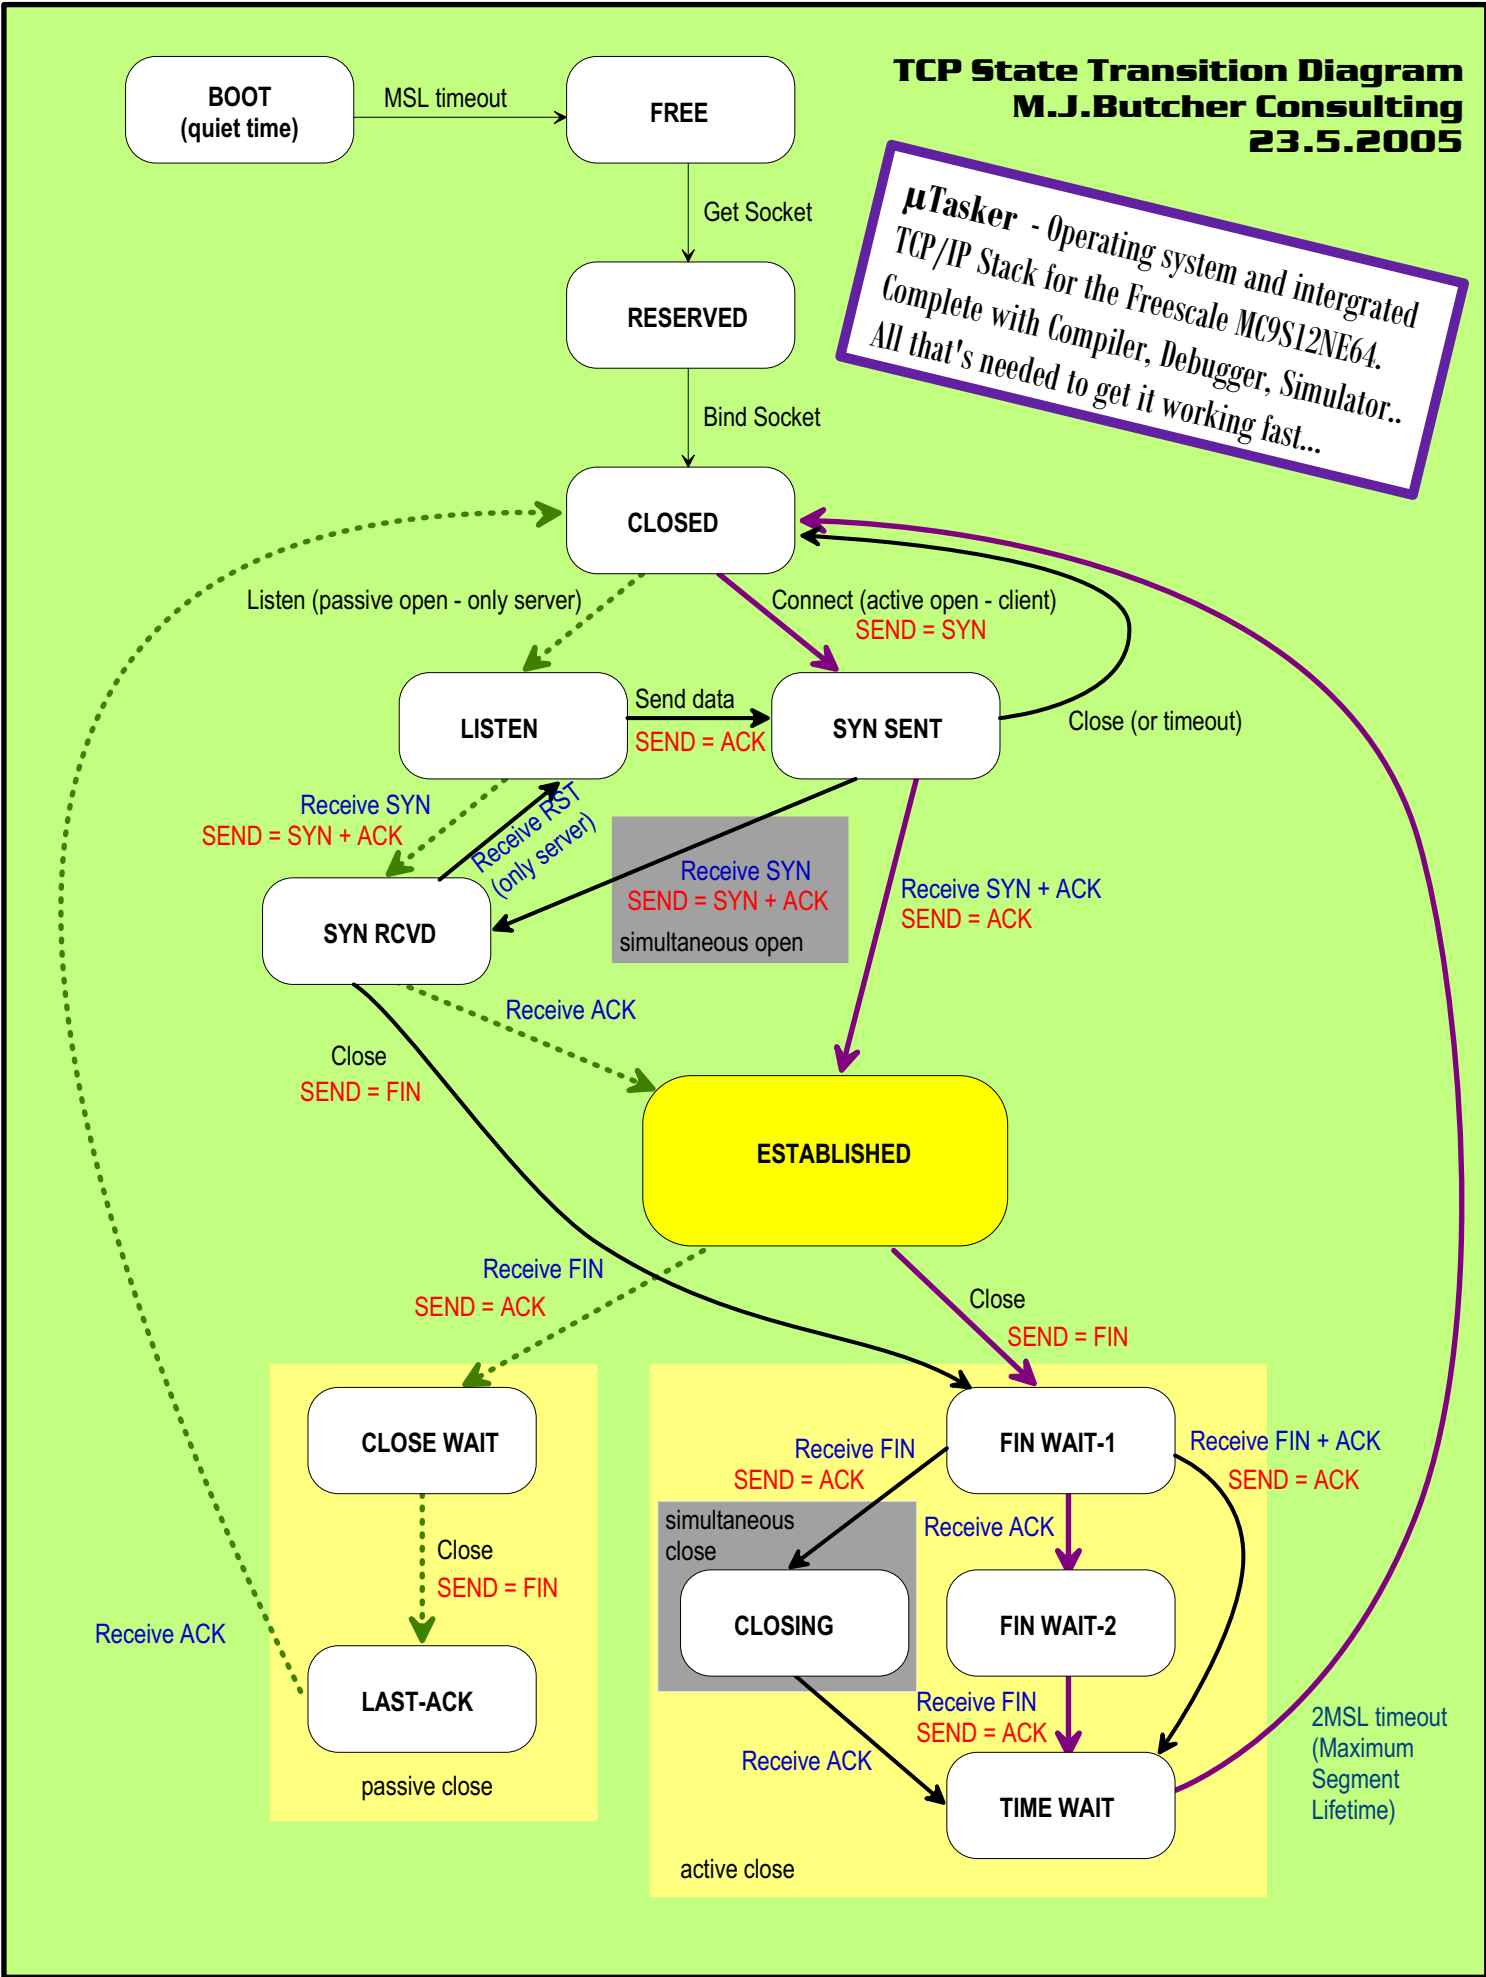 TCP State Transition Diagram
M.J.Butcher Consulting
23.5.2005
BOOT
(quiet time)
MSL timeout
FREE
µTasker - Operating system and intergrated
TCP/IP Stack for the Freescale MC9S12NE64.
Complete with Compiler, Debugger, Simulator..
All that's needed to get it working fast...
Get Socket
RESERVED
Bind Socket
CLOSED
Listen (passive open - only server)
Connect (active open - client)
SEND = SYN
LISTEN
Send data
SEND = ACK
SYN SENT
Close (or timeout)
Receive SYN
SEND = SYN + ACK
Receive RST
(only server)
Receive SYN
SEND = SYN + ACK
simultaneous open
Receive SYN + ACK
SEND = ACK
SYN RCVD
Receive ACK
Close
SEND = FIN
ESTABLISHED
Receive FIN
SEND = ACK
Close
SEND = FIN
CLOSE WAIT
Close
SEND = FIN
LAST-ACK
Receive ACK
passive close
FIN WAIT-1
Receive FIN
SEND = ACK
Receive FIN + ACK
SEND = ACK
simultaneous
close
Receive ACK
CLOSING
FIN WAIT-2
Receive FIN
SEND = ACK
Receive ACK
TIME WAIT
2MSL timeout
(Maximum
Segment
Lifetime)
active close